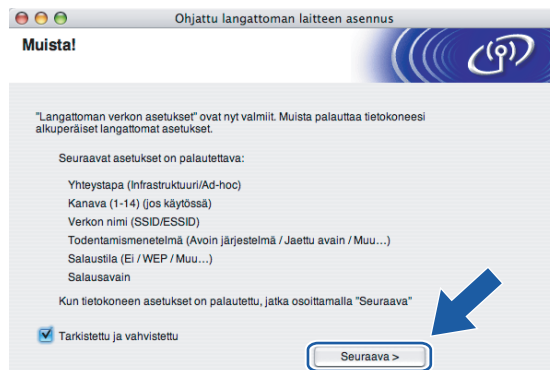 Ohjattu langattoman laitteen asennus
Muista!
"Langattoman verkon asetukset" ovat nyt valmiit. Muista palauttaa tietokoneesi
alkuperäiset langattomat asetukset.
Seuraavat asetukset on palautettava:
Yhteystapa (Infrastruktuuri/Ad-hoc)
Kanava (1-14) (jos käytössä)
Verkon nimi (SSID/ESSID)
Todentamismenetelmä (Avoin järjestelmä / Jaettu avain / Muu...)
Salaustila (Ei / WEP / Muu...)
Salausavain
Kun tietokoneen asetukset on palautettu, jatka osoittamalla "Seuraava"
Tarkistettu ja vahvistettu
Seuraava >